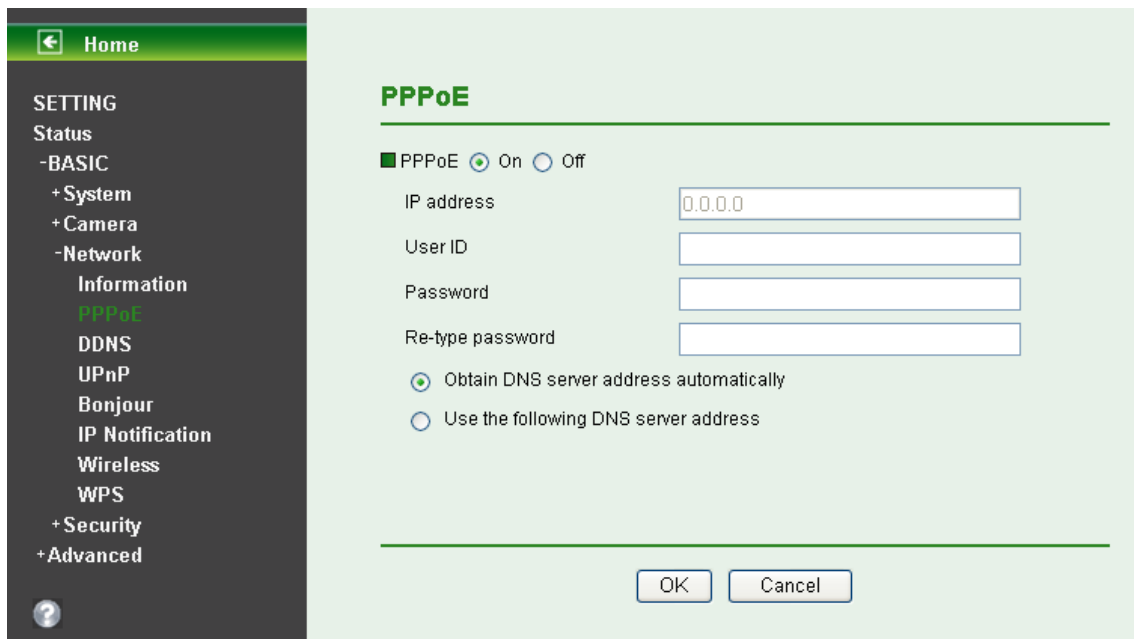 Home
SETTING
Status
-BASIC
+System
+Camera
-Network
Information
PPPoE
DDNS
UPnP
Bonjour
IP Notification
Wireless
WPS
+Security
+Advanced
?
PPPoE
PPPoE On Off
IP address 0.0.0.0
User ID
Password
Re-type password
Obtain DNS server address automatically
Use the following DNS server address
OK Cancel